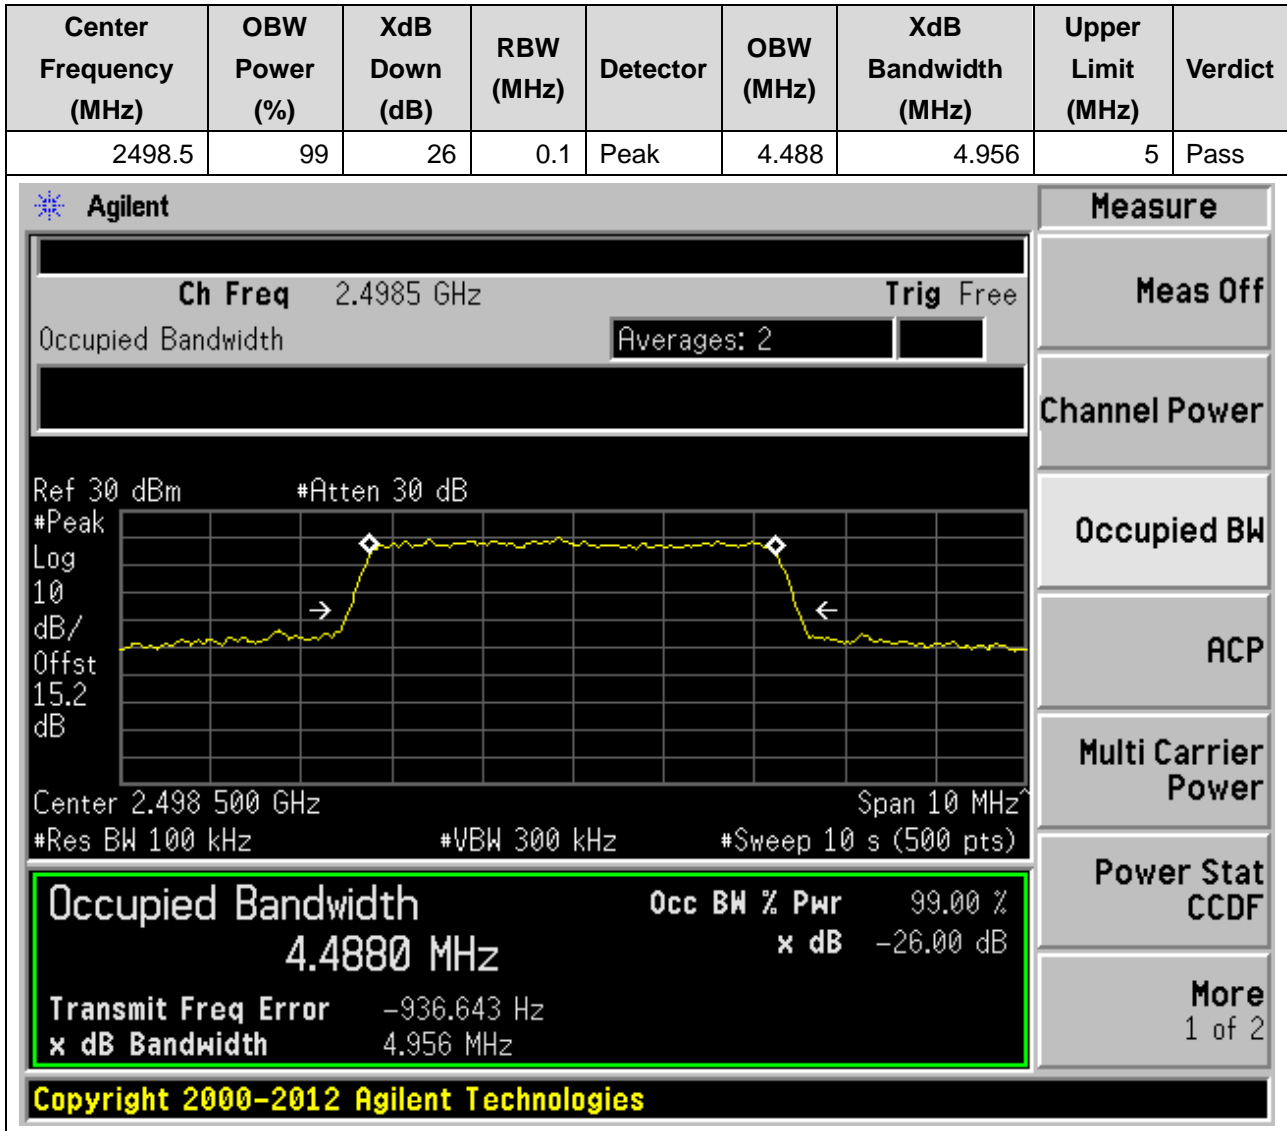 Center Frequency (MHz) OBW Power (%) XdB Down (dB) RBW (MHz) Detector OBW (MHz) XdB Bandwidth (MHz) Upper Limit (MHz) Verdict
2498.5 99 26 0.1 Peak 4.488 4.956 5 Pass
Agilent
Measure
Ch Freq 2.4985 GHz Trig Free
Meas Off
Occupied Bandwidth Averages: 2
Channel Power
Ref 30 dBm #Atten 30 dB
#Peak
Log
10
dB/
Offst
15.2
dB
Occupied BW
ACP
Multi Carrier
Power
Center 2.498 500 GHz Span 10 MHz^
#Res BW 100 kHz #VBW 300 kHz #Sweep 10 s (500 pts)
Power Stat
CCDF
Occupied Bandwidth Occ BW % Pwr 99.00 %
4.4880 MHz x dB -26.00 dB
Transmit Freq Error -936.643 Hz
x dB Bandwidth 4.956 MHz
More
1 of 2
Copyright 2000-2012 Agilent Technologies